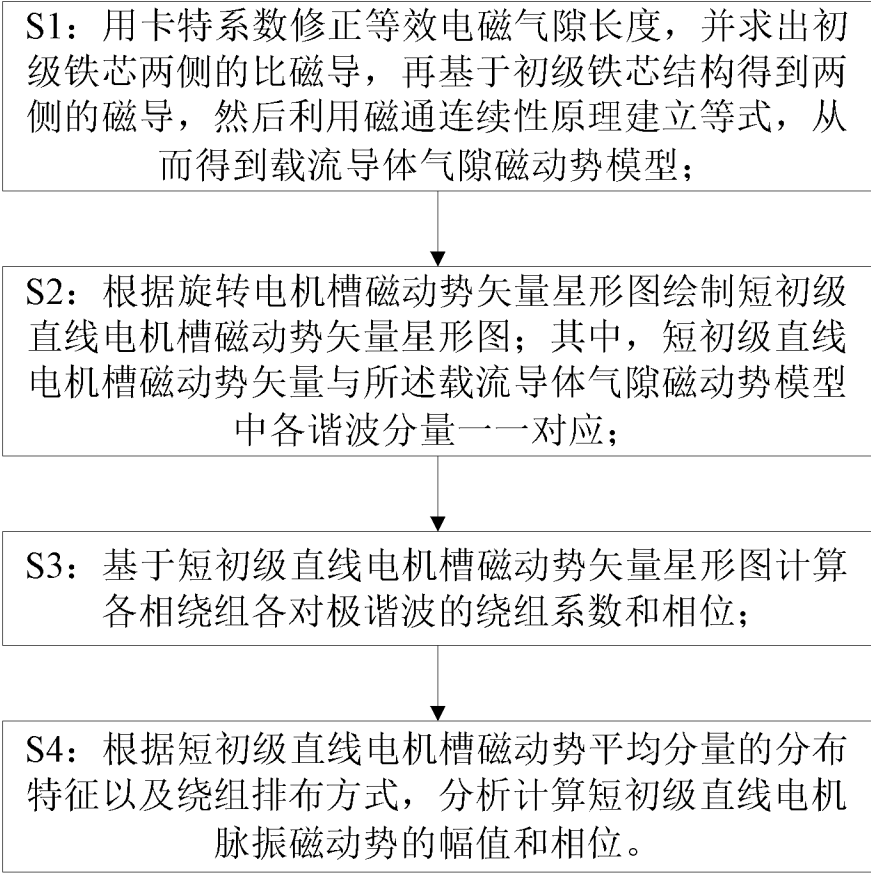 S1：用卡特系数修正等效电磁气隙长度，并求出初
级铁芯两侧的比磁导，再基于初级铁芯结构得到两
侧的磁导，然后利用磁通连续性原理建立等式，从
而得到载流导体气隙磁动势模型；
S2：根据旋转电机槽磁动势矢量星形图绘制短初级
直线电机槽磁动势矢量星形图；其中，短初级直线
电机槽磁动势矢量与所述载流导体气隙磁动势模型
中各谐波分量一一对应；
S3：基于短初级直线电机槽磁动势矢量星形图计算
各相绕组各对极谐波的绕组系数和相位；
S4：根据短初级直线电机槽磁动势平均分量的分布
特征以及绕组排布方式，分析计算短初级直线电机
脉振磁动势的幅值和相位。